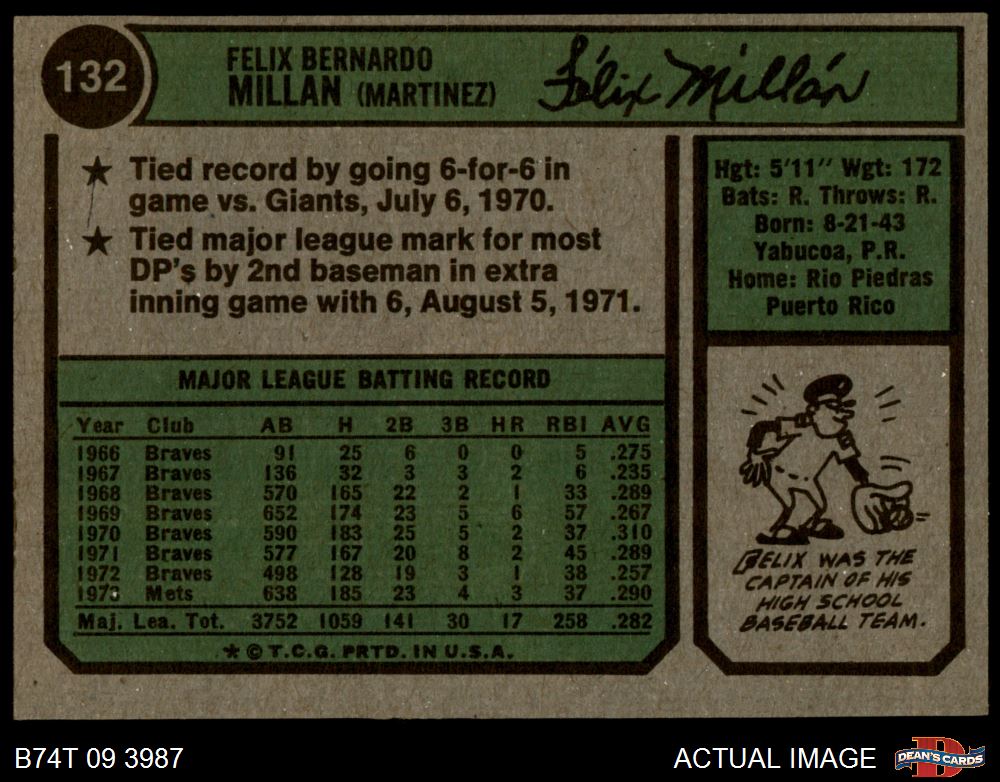 132
FELIX BERNARDO
MILLAN (MARTINEZ)
Félix Millán
★ Tied record by going 6-for-6 in
game vs. Giants, July 6, 1970.
★ Tied major league mark for most
DP's by 2nd baseman in extra
inning game with 6, August 5, 1971.
Hgt: 5'11" Wgt: 172
Bats: R. Throws: R.
Born: 8-21-43
Yabucoa, P.R.
Home: Rio Piedras
Puerto Rico
MAJOR LEAGUE BATTING RECORD
Year Club AB H 2B 3B HR RBI AVG
1966 Braves 91 25 6 0 0 5 .275
1967 Braves 136 32 3 3 2 6 .235
1968 Braves 570 165 22 2 1 33 .289
1969 Braves 652 174 23 5 6 57 .267
1970 Braves 590 183 25 5 2 37 .310
1971 Braves 577 167 20 8 2 45 .289
1972 Braves 498 128 19 3 1 38 .257
1973 Mets 638 185 23 4 3 37 .290
Maj. Lea. Tot. 3752 1059 141 30 17 258 .282
★ © T.C.G. PRTD. IN U.S.A.
FELIX WAS THE
CAPTAIN OF HIS
HIGH SCHOOL
BASEBALL TEAM.
B74T 09 3987
ACTUAL IMAGE
D
DEAN'S CARDS